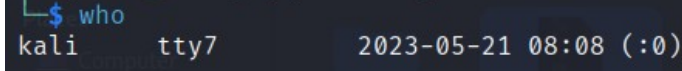 └─$ who
kali     tty7         2023-05-21 08:08 (:0)